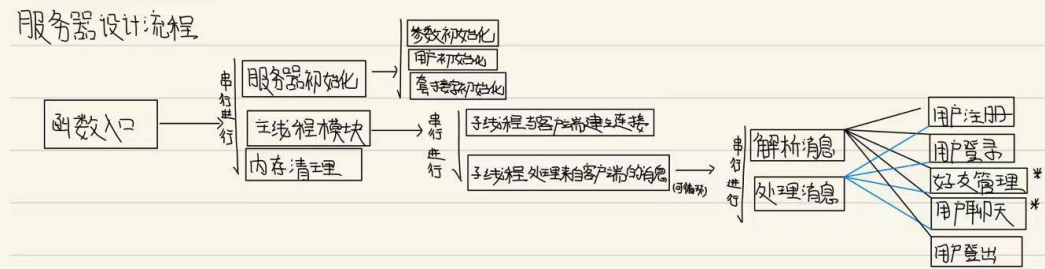 服务器设计流程
函数入口
串行进行
服务器初始化
主线程模块
内存清理
参数初始化
用户初始化
套接字初始化
串行进行
子线程与客户端建立连接
子线程处理来自客户端的消息
(可循环)
串行进行
解析消息
处理消息
用户注册
用户登录
好友管理*
用户聊天*
用户登出